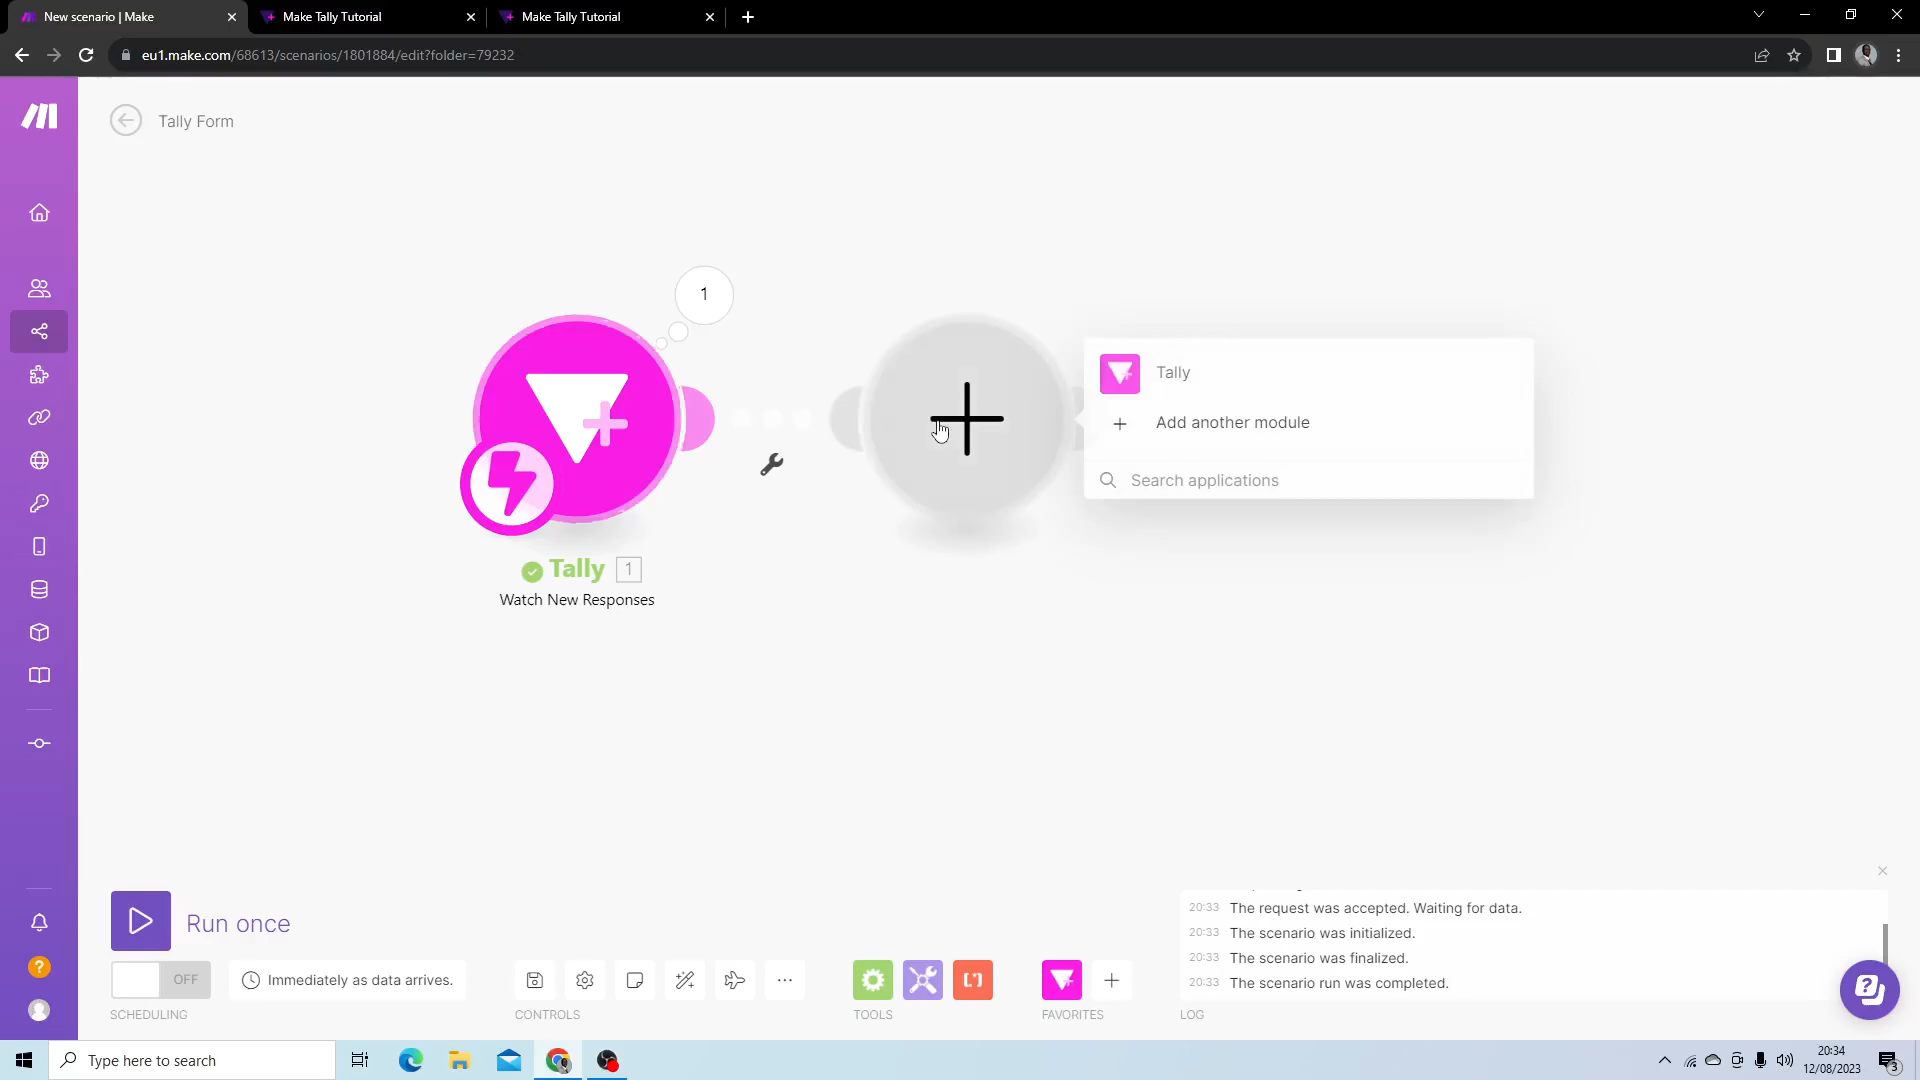 New scenario | Make
Make Tally Tutorial
Make Tally Tutorial
eu1.make.com/68613/scenarios/1801884/edit?folder=79232
Tally Form
1
Tally
Add another module
Search applications
Tally 1
Watch New Responses
Run once
OFF
Immediately as data arrives.
SCHEDULING
CONTROLS
TOOLS
FAVORITES
20:33 The request was accepted. Waiting for data.
20:33 The scenario was initialized.
20:33 The scenario was finalized.
20:33 The scenario run was completed.
LOG
Type here to search
20:34
12/08/2023
3